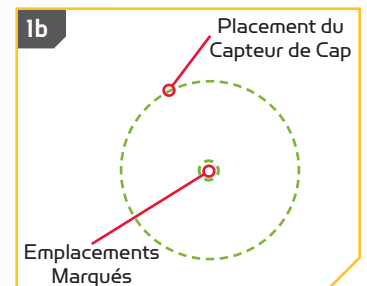 1b
Placement du
Capteur de Cap
Emplacements
Marqués